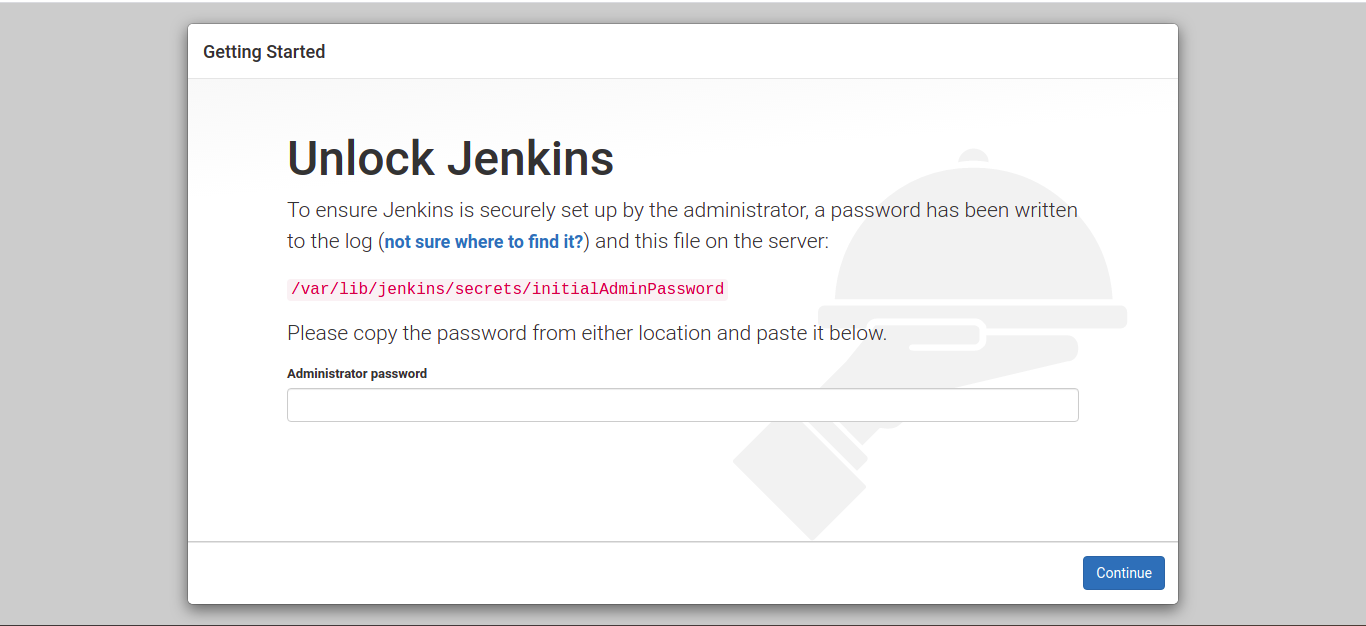 Getting Started
Unlock Jenkins
To ensure Jenkins is securely set up by the administrator, a password has been written
to the log (not sure where to find it?) and this file on the server:
/var/lib/jenkins/secrets/initialAdminPassword
Please copy the password from either location and paste it below.
Administrator password
Continue